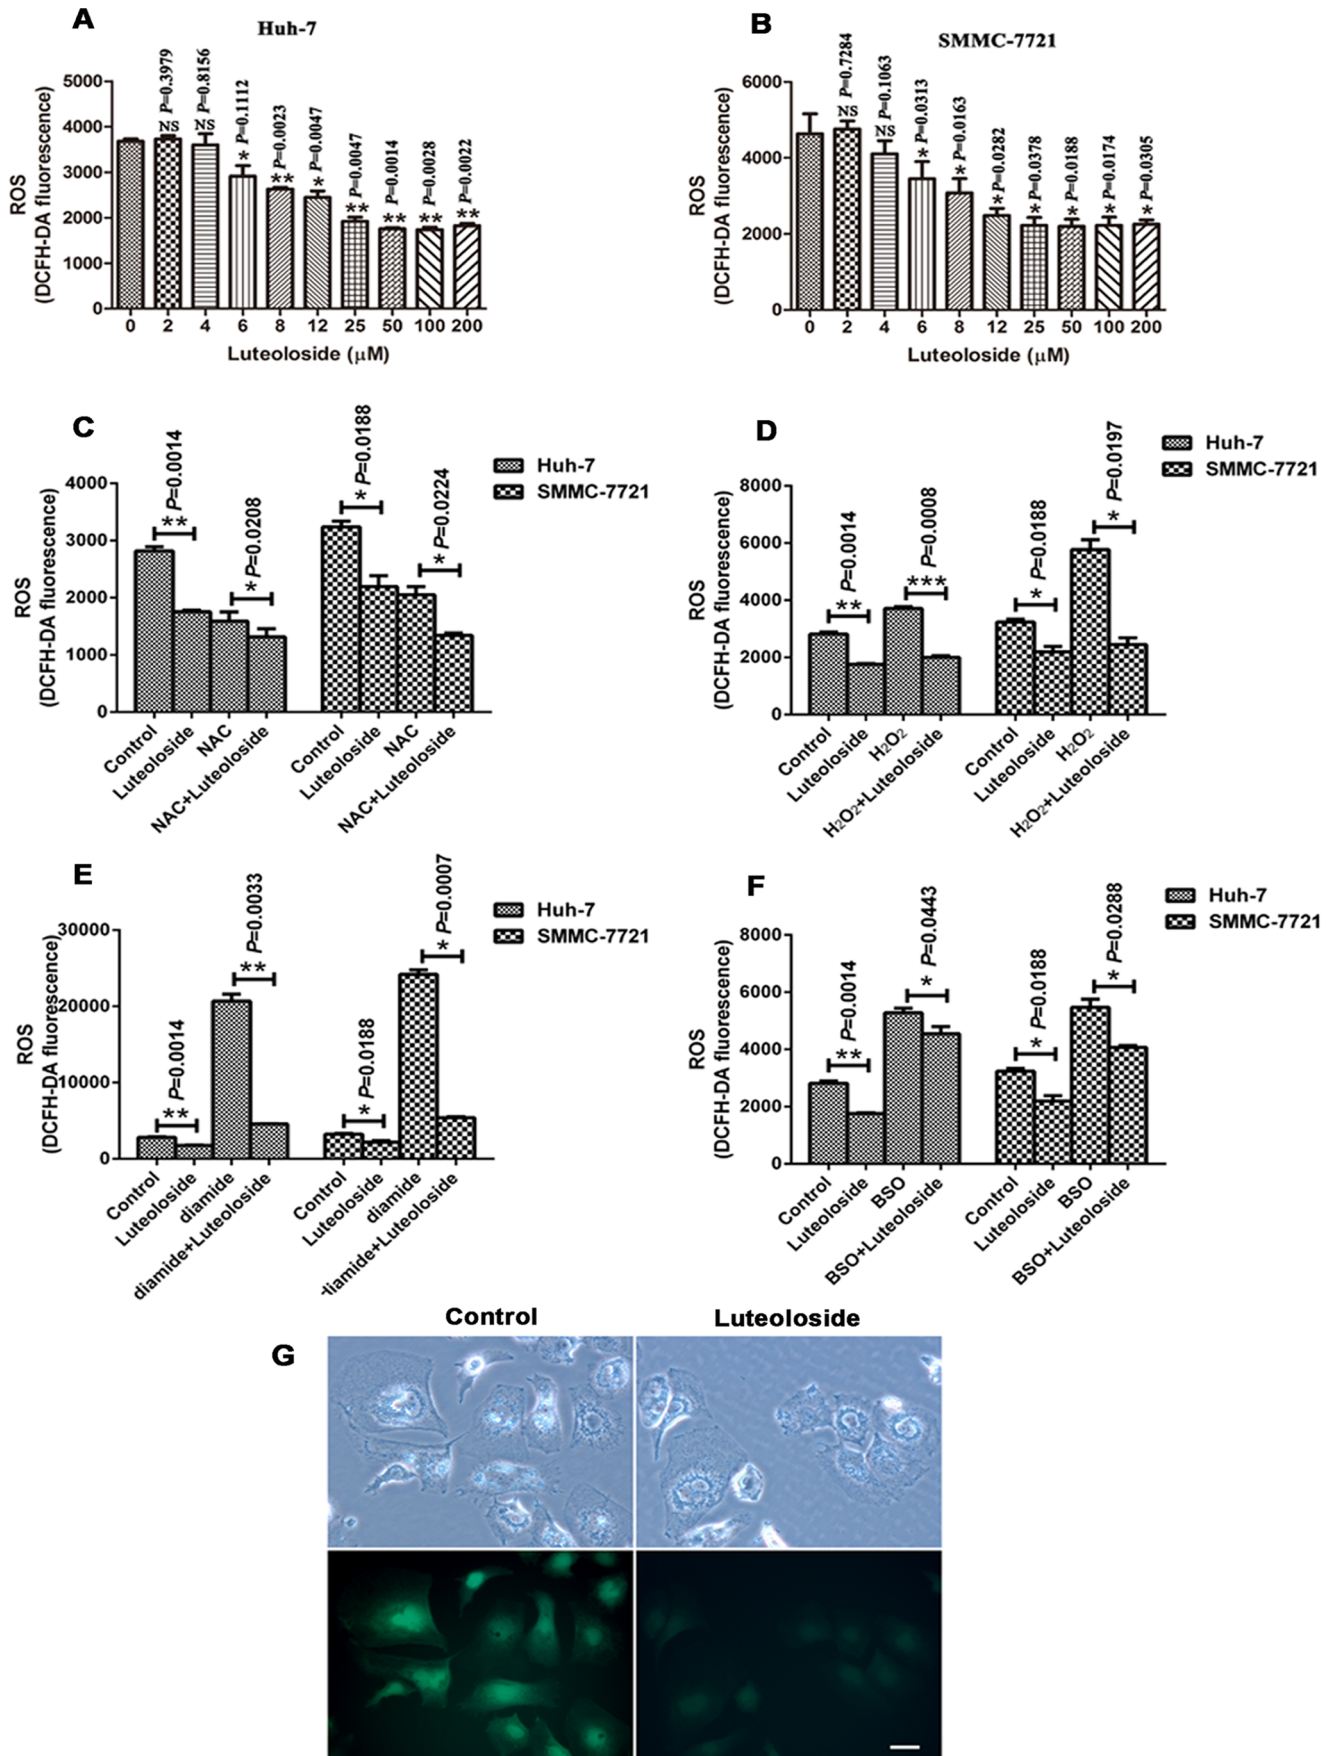 A
Huh-7
ROS
(DCFH-DA fluorescence)
5000
4000
3000
2000
1000
0
NS P=0.3979
NS P=0.8156
* P=0.1112
** P=0.0023
* P=0.0047
** P=0.0047
** P=0.0014
** P=0.0028
** P=0.0022
0 2 4 6 8 12 25 50 100 200
Luteoloside (μM)
B
SMMC-7721
ROS
(DCFH-DA fluorescence)
6000
4000
2000
0
NS P=0.7284
NS P=0.1063
* P=0.0313
* P=0.0163
* P=0.0282
* P=0.0378
* P=0.0188
* P=0.0174
* P=0.0305
0 2 4 6 8 12 25 50 100 200
Luteoloside (μM)
C
Huh-7
SMMC-7721
ROS
(DCFH-DA fluorescence)
4000
3000
2000
1000
0
** P=0.0014
* P=0.0208
* P=0.0188
* P=0.0224
Control
Luteoloside
NAC
NAC+Luteoloside
Control
Luteoloside
NAC
NAC+Luteoloside
D
Huh-7
SMMC-7721
ROS
(DCFH-DA fluorescence)
8000
6000
4000
2000
0
** P=0.0014
*** P=0.0008
* P=0.0188
* P=0.0197
Control
Luteoloside
H₂O₂
H₂O₂+Luteoloside
Control
Luteoloside
H₂O₂
H₂O₂+Luteoloside
E
Huh-7
SMMC-7721
ROS
(DCFH-DA fluorescence)
30000
20000
10000
0
** P=0.0014
** P=0.0033
* P=0.0188
* P=0.0007
Control
Luteoloside
diamide
diamide+Luteoloside
Control
Luteoloside
diamide
diamide+Luteoloside
F
Huh-7
SMMC-7721
ROS
(DCFH-DA fluorescence)
8000
6000
4000
2000
0
** P=0.0014
* P=0.0443
* P=0.0188
* P=0.0288
Control
Luteoloside
BSO
BSO+Luteoloside
Control
Luteoloside
BSO
BSO+Luteoloside
G
Control
Luteoloside